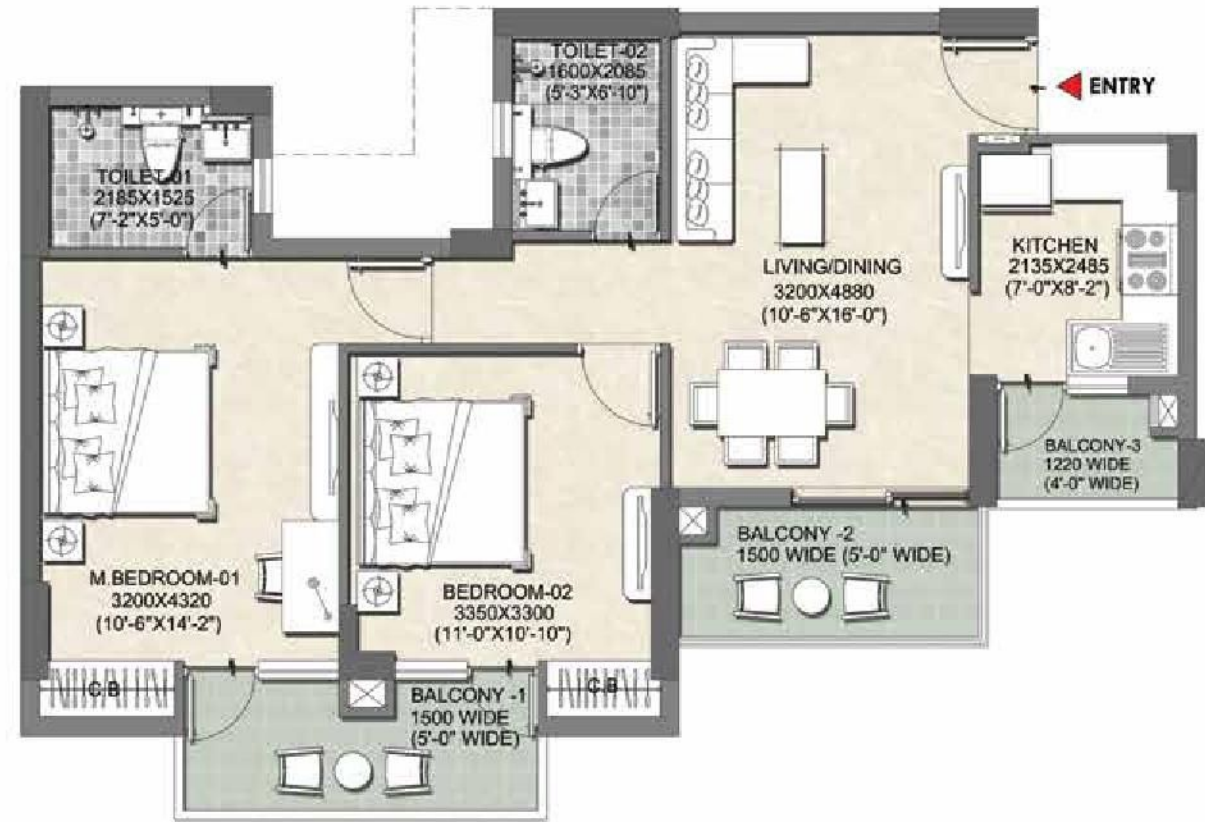 TOILET-02
1600X2085
(5'-3"X6'-10")
ENTRY
TOILET-01
2185X1525
(7'-2"X5'-0")
LIVING/DINING
3200X4880
(10'-6"X16'-0")
KITCHEN
2135X2485
(7'-0"X8'-2")
BALCONY-3
1220 WIDE
(4'-0" WIDE)
BALCONY -2
1500 WIDE (5'-0" WIDE)
M.BEDROOM-01
3200X4320
(10'-6"X14'-2")
BEDROOM-02
3350X3300
(11'-0"X10'-10")
C.B
BALCONY -1
1500 WIDE
(5'-0" WIDE)
C.B